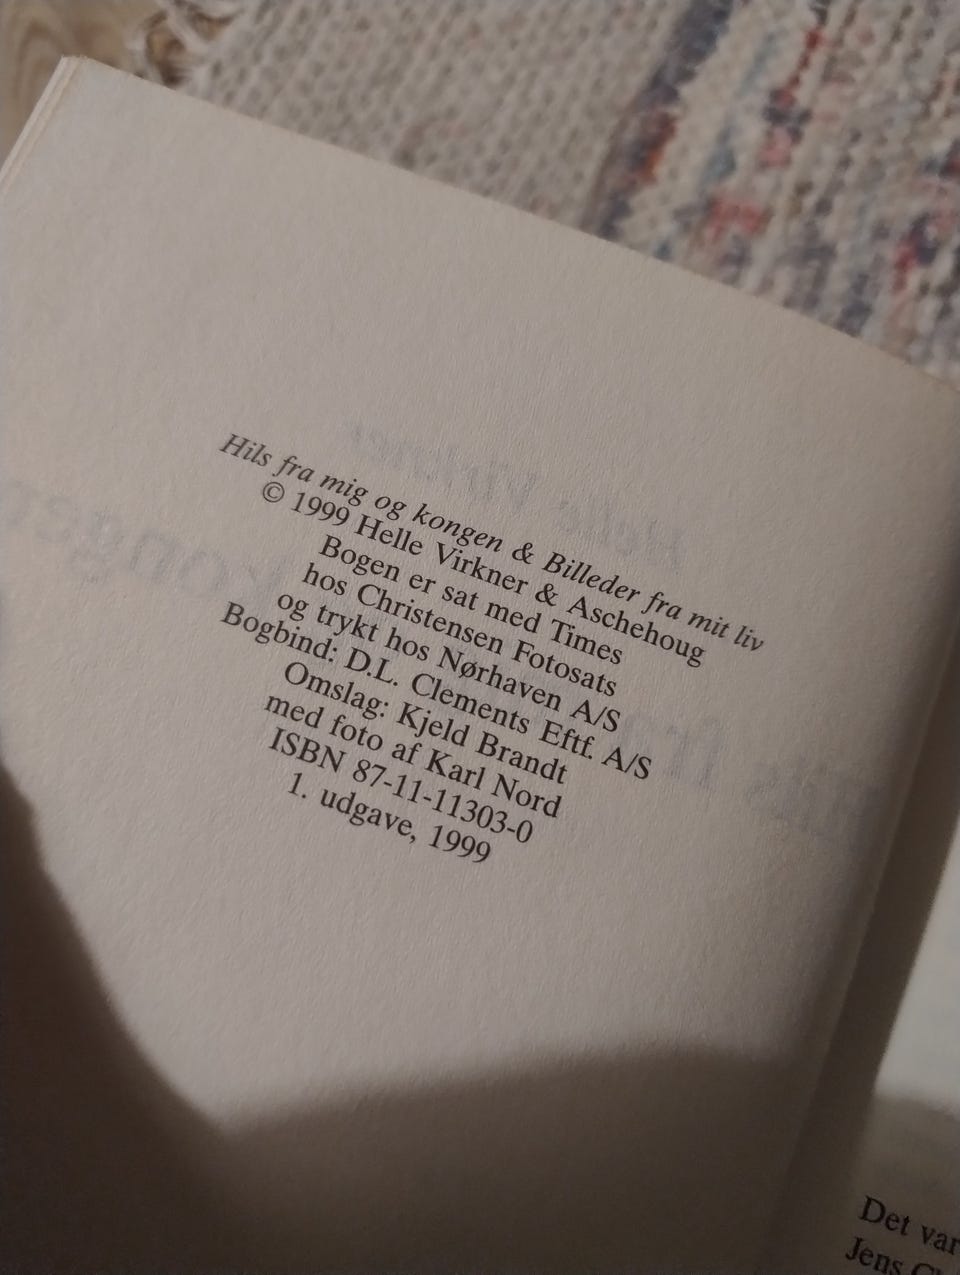 Hils fra mig og kongen & Billeder fra mit liv
© 1999 Helle Virkner & Aschehoug
Bogen er sat med Times
hos Christensen Fotosats
og trykt hos Nørhaven A/S
Bogbind: D.L. Clements Eftf. A/S
Omslag: Kjeld Brandt
med foto af Karl Nord
ISBN 87-11-11303-0
1. udgave, 1999
Det var
Jens